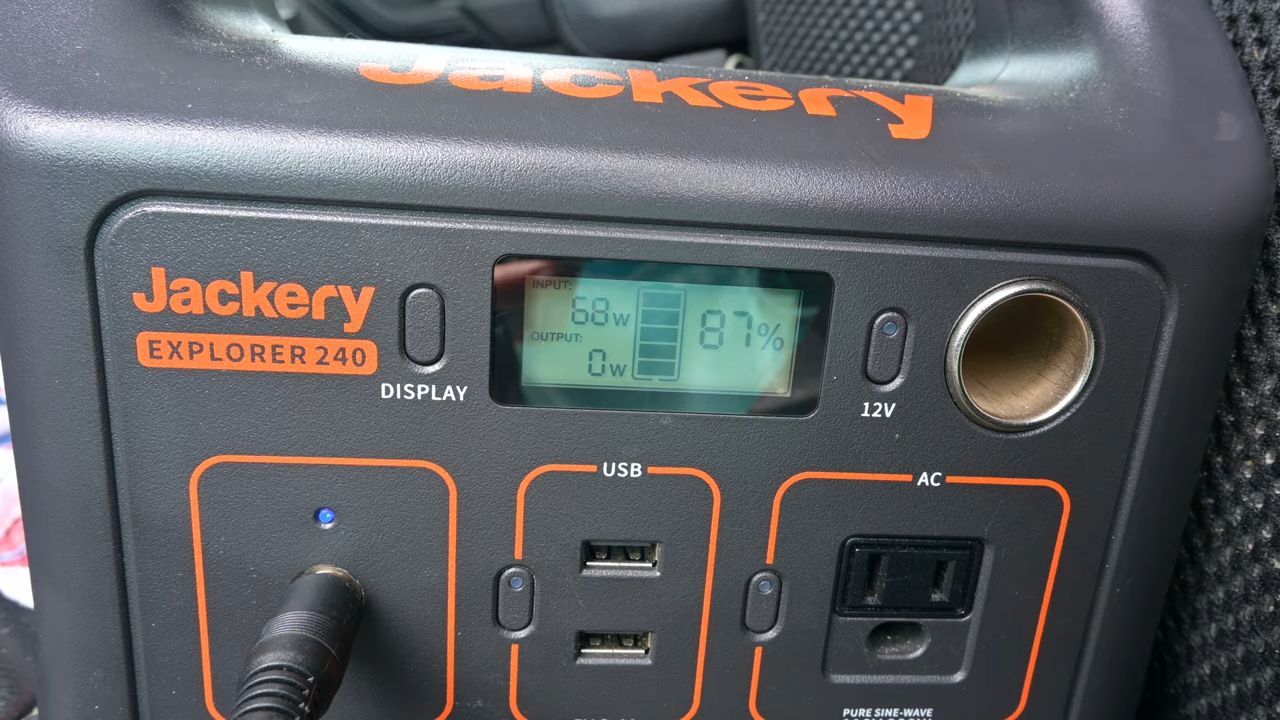 Jackery
Jackery
EXPLORER 240
DISPLAY
INPUT:
68W
OUTPUT:
0W
87%
12V
USB
AC
PURE SINE-WAVE